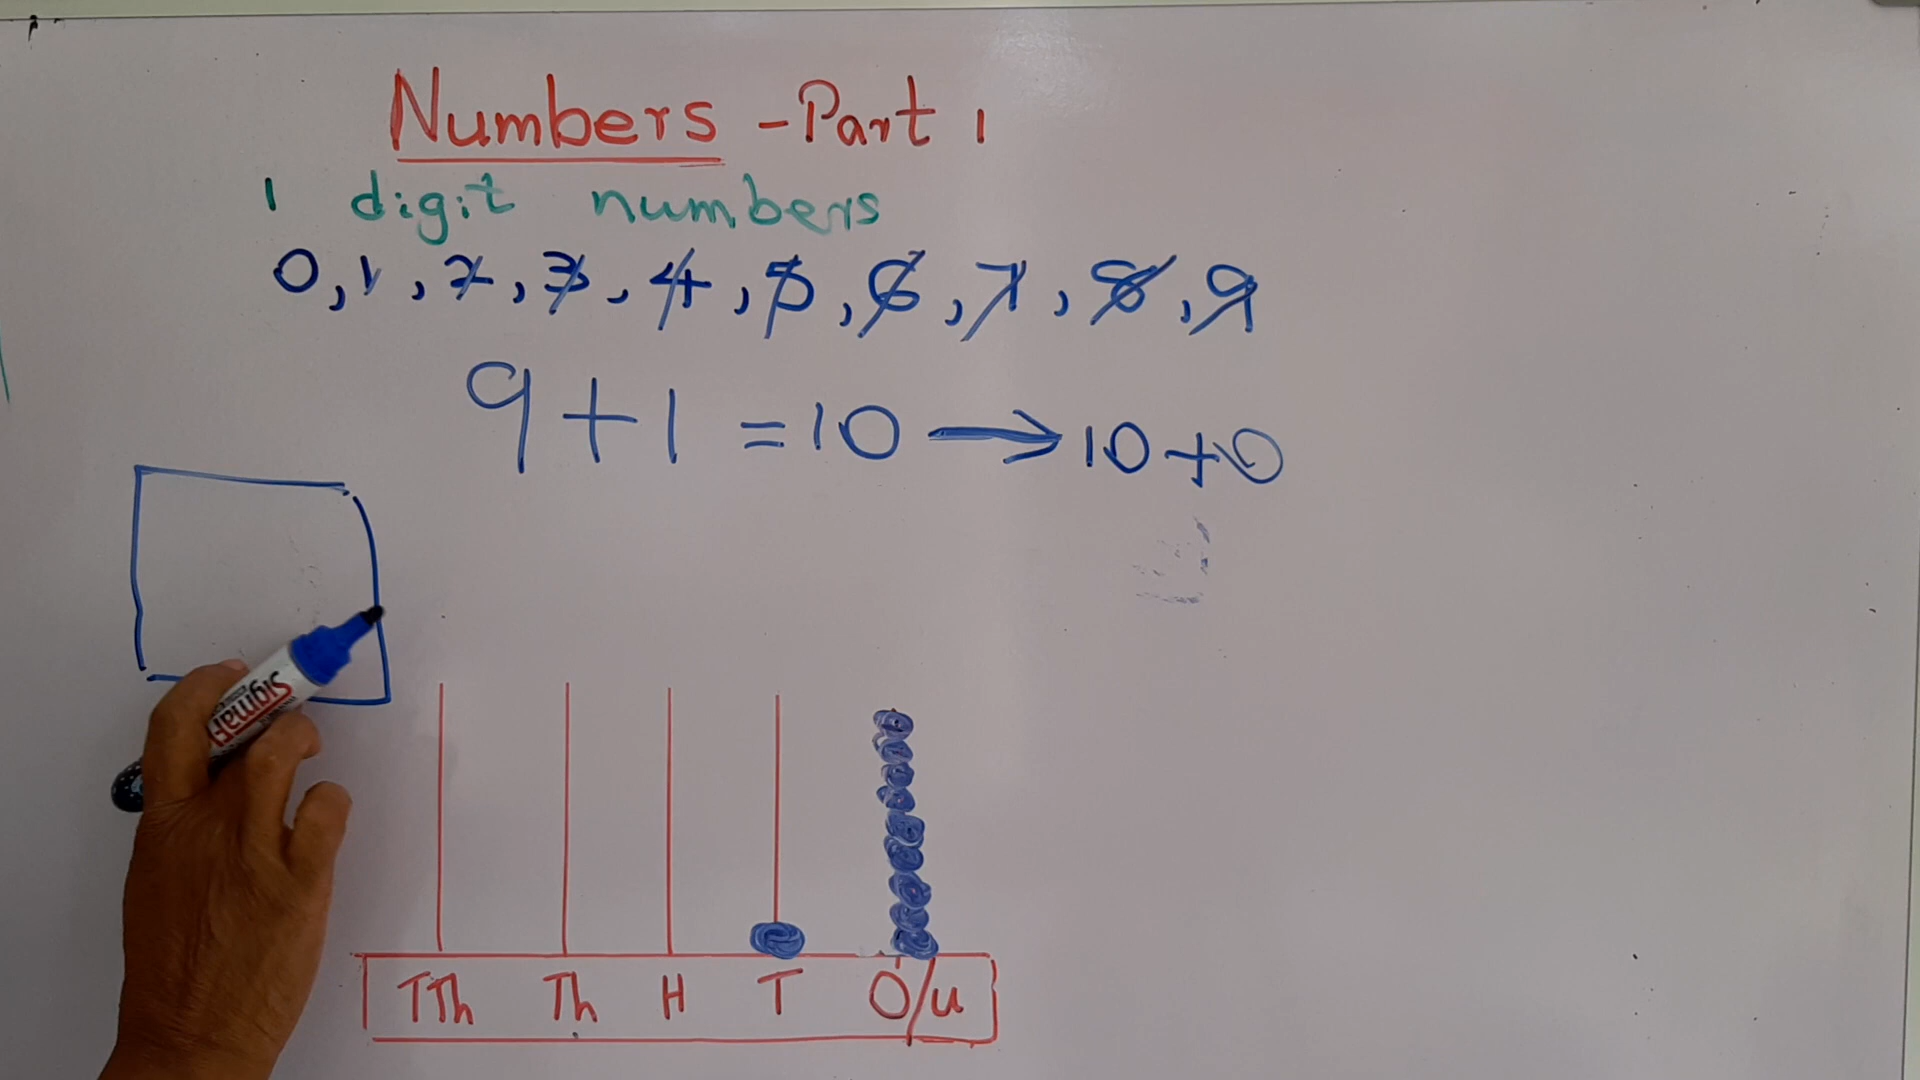 Numbers - Part 1
1 digit numbers
0, 1, 2, 3, 4, 5, 6, 7, 8, 9
9 + 1 = 10 → 10 + 0
TTh Th H T O/u